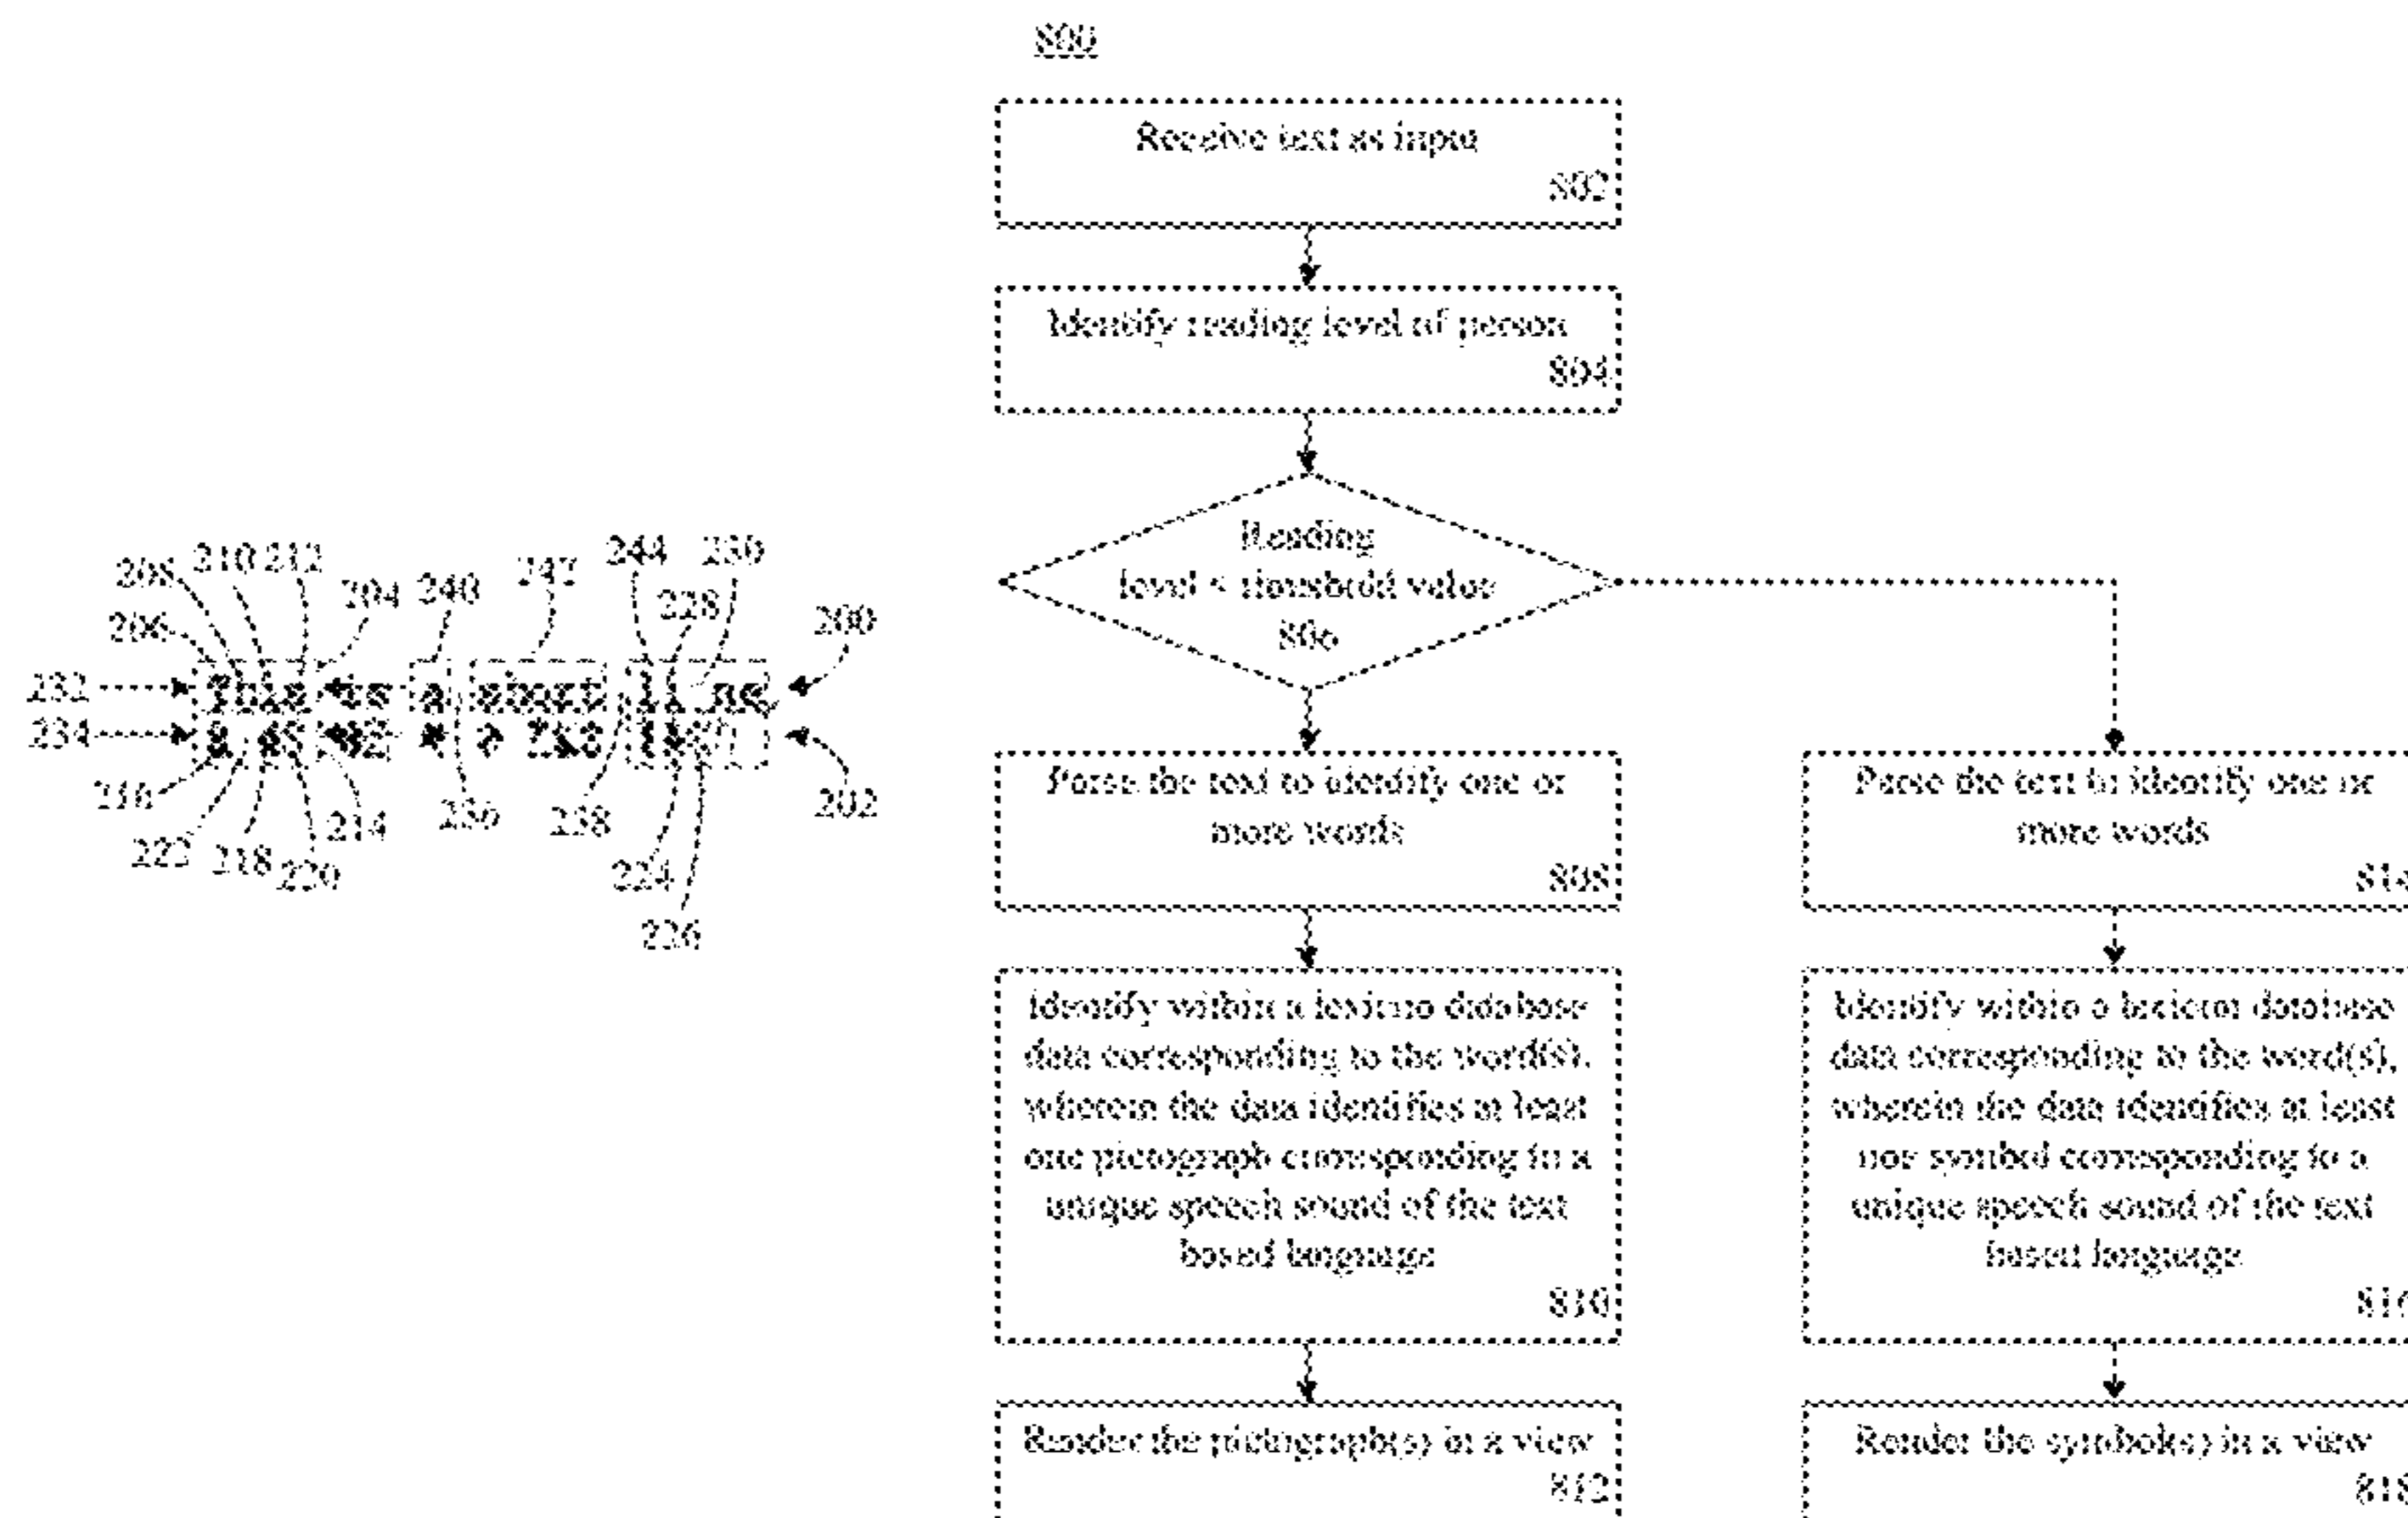 800
Receive text as input
802
Identify reading level of person
804
Reading
level < threshold value
806
Parse the text to identify one or
more words
808
Identify within a lexicon database
data corresponding to the word(s),
wherein the data identifies at least
one pictograph corresponding to a
unique speech sound of the text
based language
810
Render the pictograph(s) in a view
812
Parse the text to identify one or
more words
Identify within a lexicon database
data corresponding to the word(s),
wherein the data identifies at least
one symbol corresponding to a
unique speech sound of the text
based language
Render the symbol(s) in a view
818
208 210 212
204 240
244
230
228
206
200
232
This is a short line
234
216
214
236
238
202
218
220
224
226